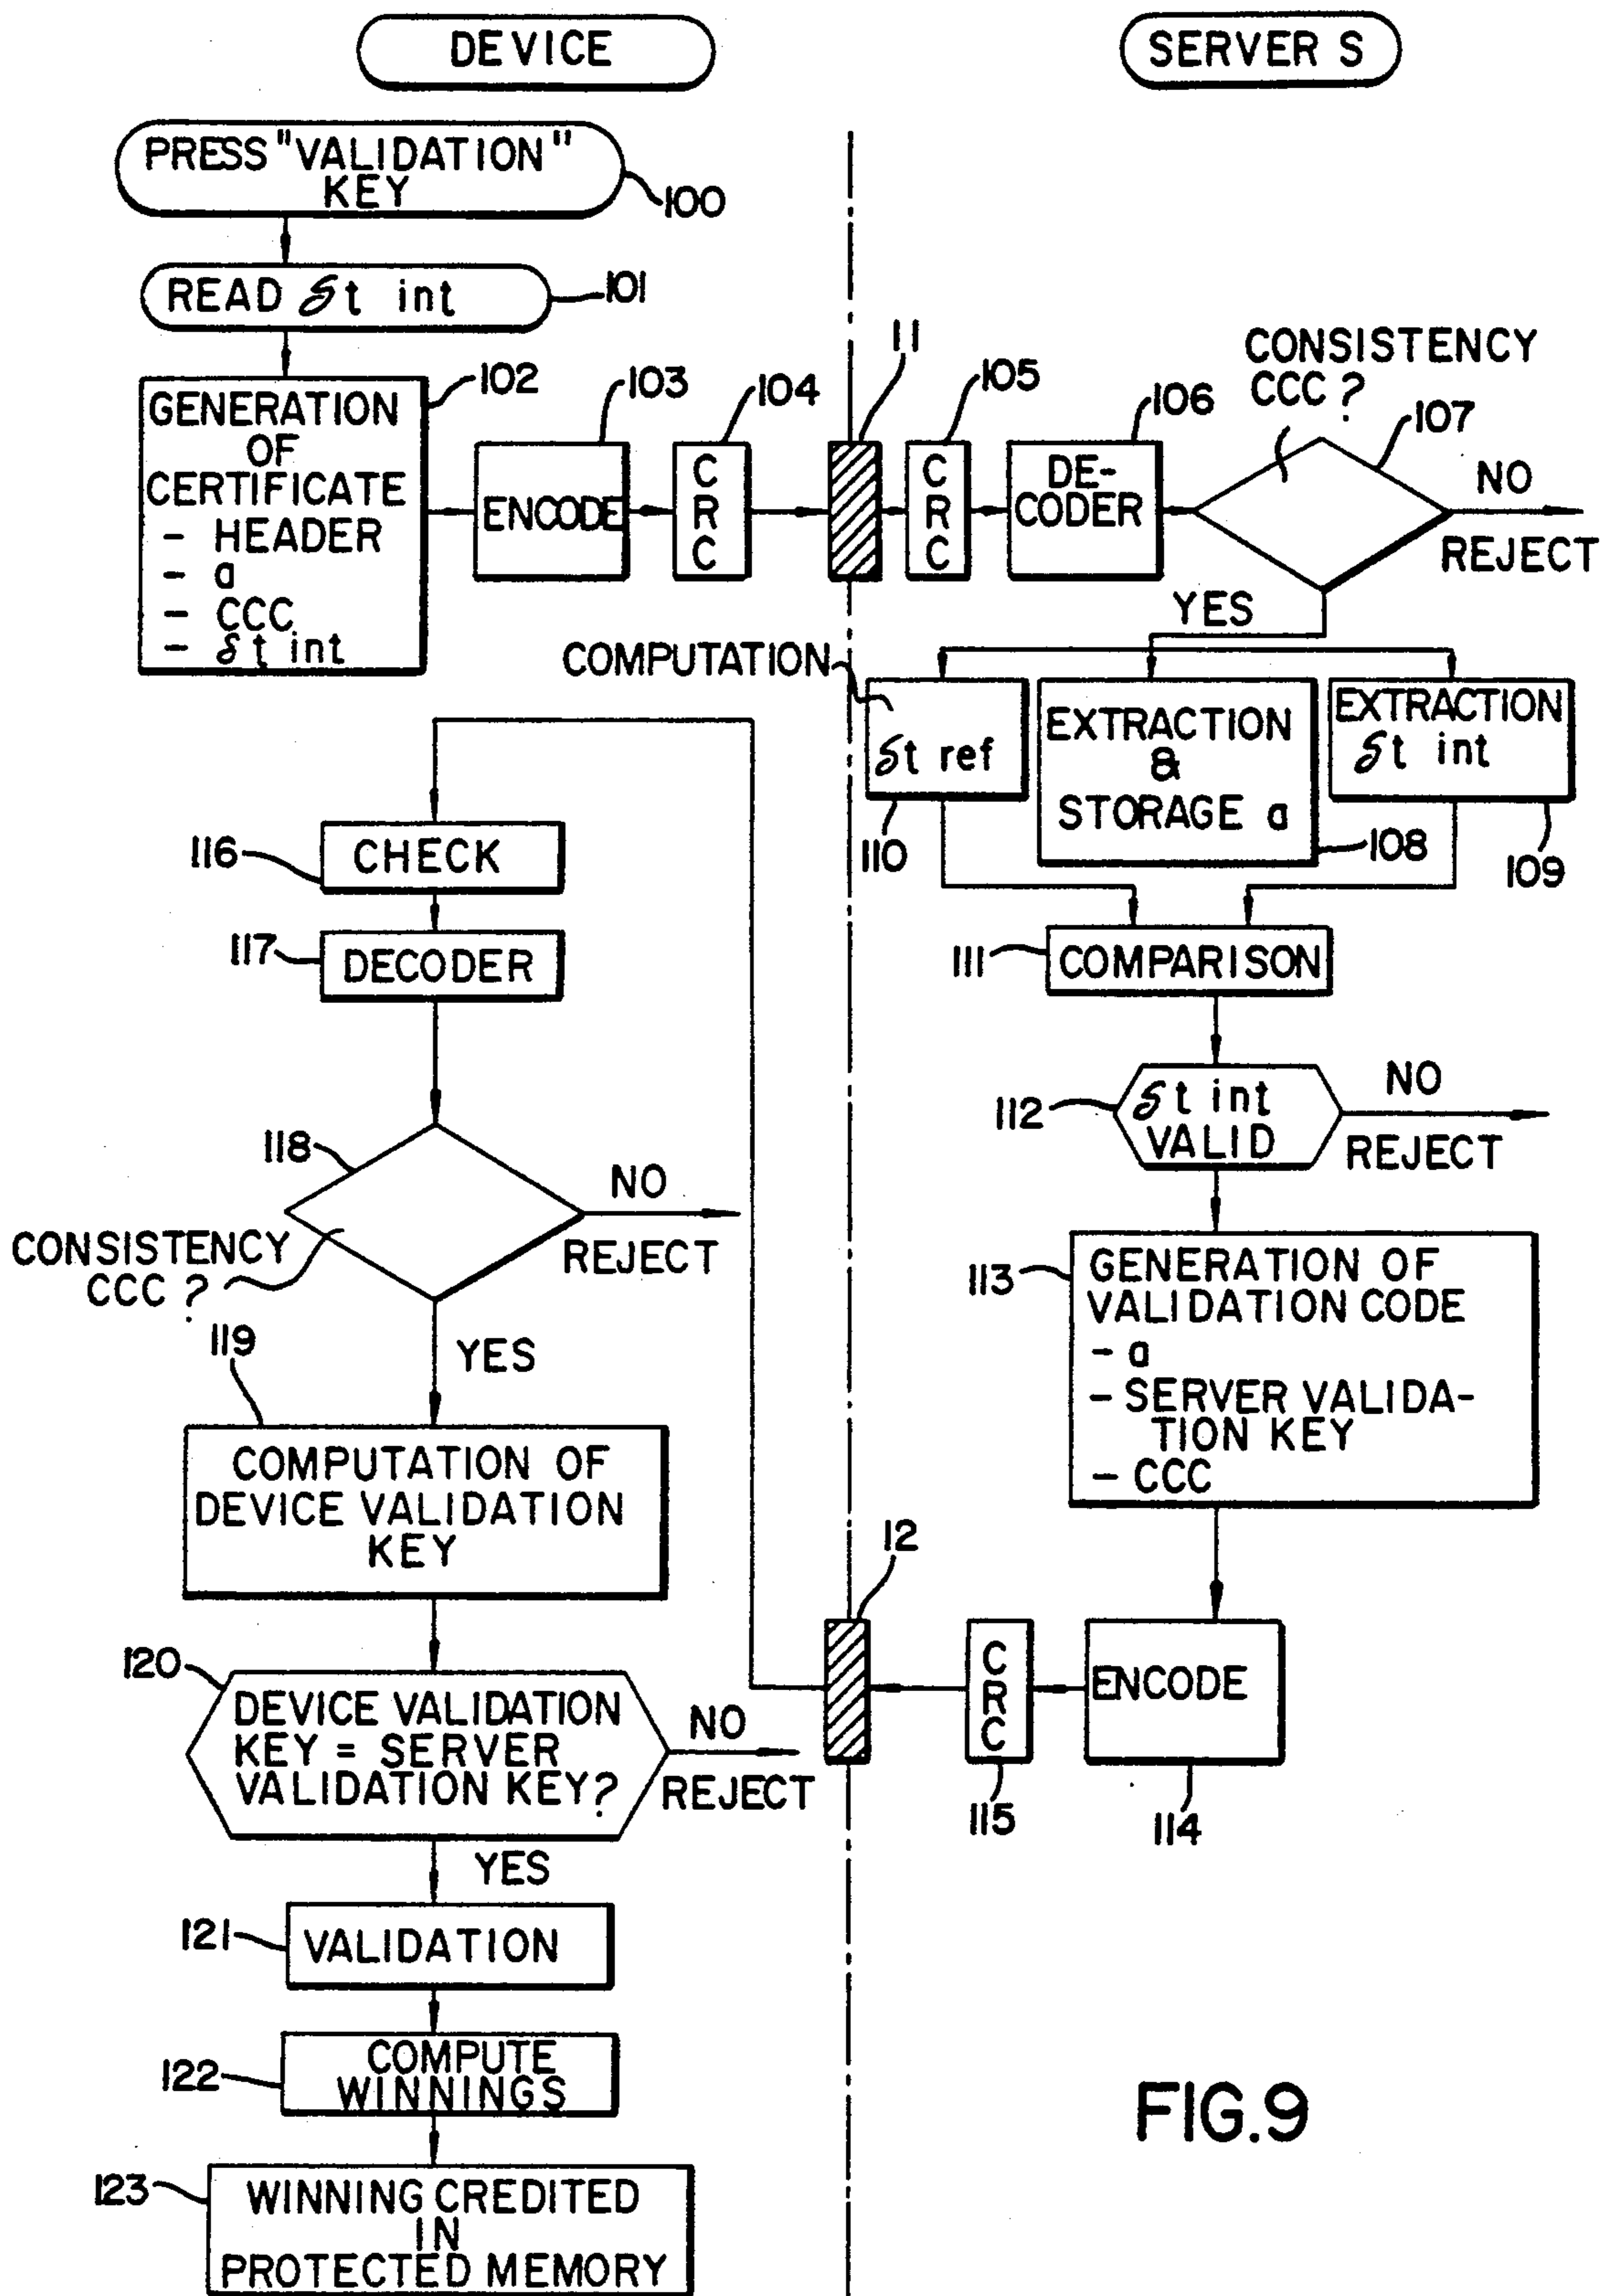 DEVICE
SERVER S
PRESS "VALIDATION"
KEY
100
READ δt int
101
102
GENERATION
OF
CERTIFICATE
- HEADER
- a
- CCC
- δt int
103
ENCODE
104
CRC
11
105
CRC
106
DE-
CODER
CONSISTENCY
CCC ?
107
NO
REJECT
YES
COMPUTATION
δt ref
110
EXTRACTION
&
STORAGE a
108
EXTRACTION
δt int
109
111
COMPARISON
112
δt int
VALID
NO
REJECT
113
GENERATION OF
VALIDATION CODE
- a
- SERVER VALIDA-
TION KEY
- CCC
114
ENCODE
115
CRC
12
116
CHECK
117
DECODER
118
NO
REJECT
CONSISTENCY
CCC ?
YES
119
COMPUTATION OF
DEVICE VALIDATION
KEY
120
DEVICE VALIDATION
KEY = SERVER
VALIDATION KEY?
NO
REJECT
YES
121
VALIDATION
122
COMPUTE
WINNINGS
123
WINNING CREDITED
IN
PROTECTED MEMORY
FIG.9